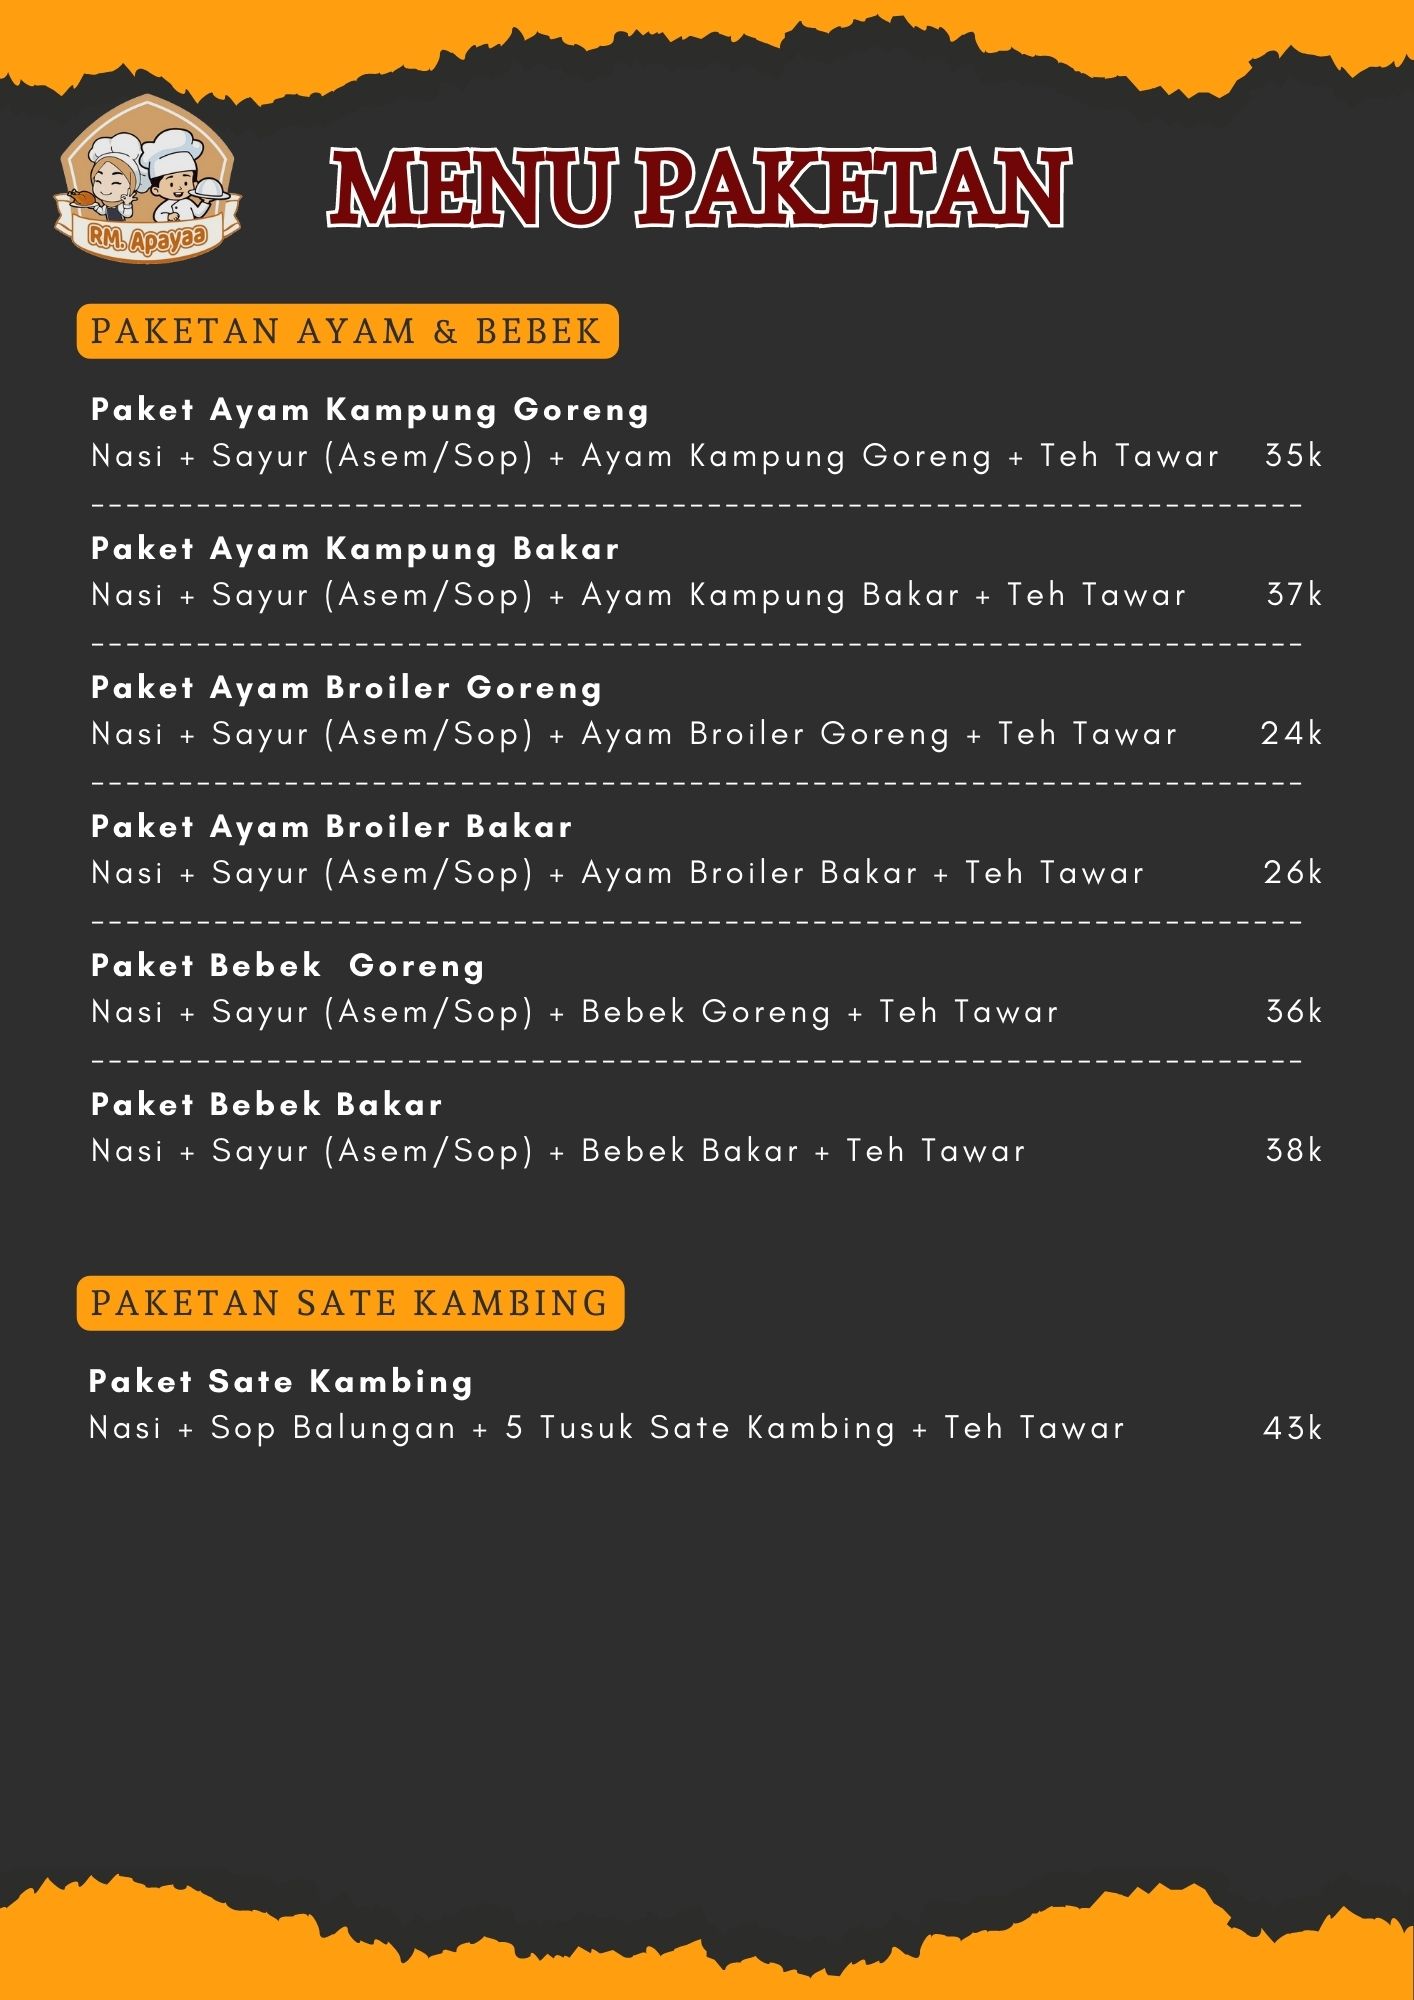 RM. Apayaa
MENU PAKETAN
PAKETAN AYAM & BEBEK
Paket Ayam Kampung Goreng
Nasi + Sayur (Asem/Sop) + Ayam Kampung Goreng + Teh Tawar 35k
Paket Ayam Kampung Bakar
Nasi + Sayur (Asem/Sop) + Ayam Kampung Bakar + Teh Tawar 37k
Paket Ayam Broiler Goreng
Nasi + Sayur (Asem/Sop) + Ayam Broiler Goreng + Teh Tawar 24k
Paket Ayam Broiler Bakar
Nasi + Sayur (Asem/Sop) + Ayam Broiler Bakar + Teh Tawar 26k
Paket Bebek  Goreng
Nasi + Sayur (Asem/Sop) + Bebek Goreng + Teh Tawar 36k
Paket Bebek Bakar
Nasi + Sayur (Asem/Sop) + Bebek Bakar + Teh Tawar 38k
PAKETAN SATE KAMBING
Paket Sate Kambing
Nasi + Sop Balungan + 5 Tusuk Sate Kambing + Teh Tawar 43k